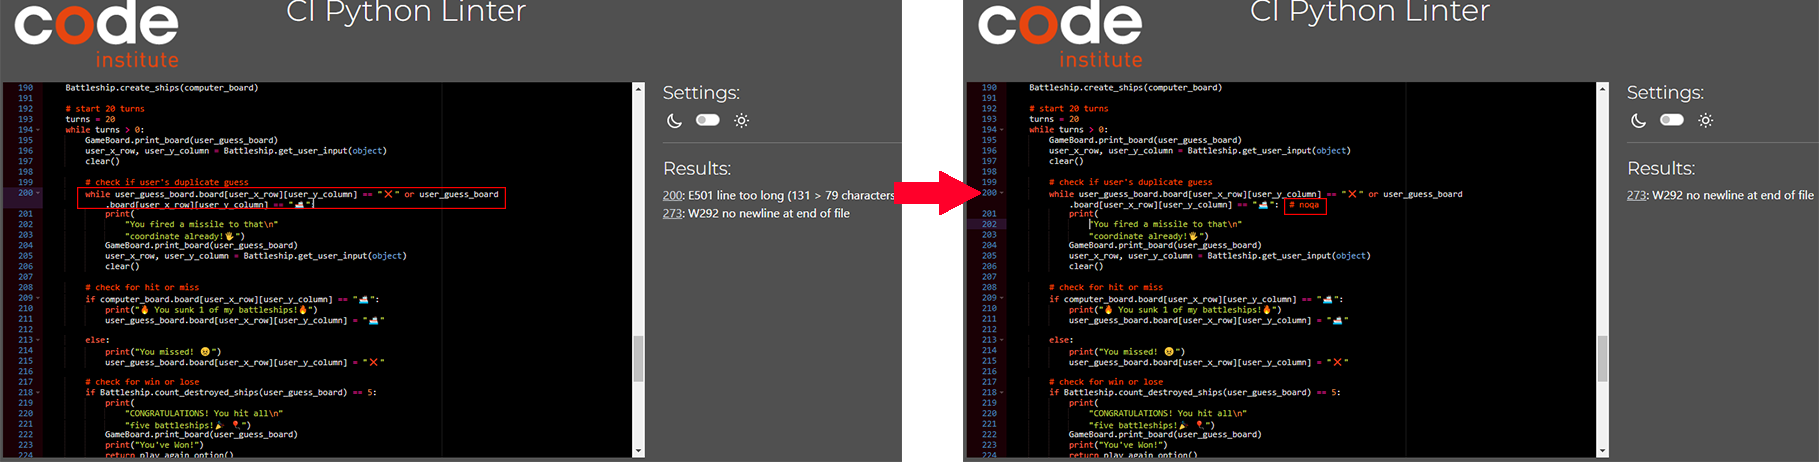 code
institute
CI Python Linter
190 Battleship.create_ships(computer_board)
191
192 # start 20 turns
193 turns = 20
194 while turns > 0:
195 GameBoard.print_board(user_guess_board)
196 user_x_row, user_y_column = Battleship.get_user_input(object)
197 clear()
198
199 # check if user's duplicate guess
200 while user_guess_board.board[user_x_row][user_y_column] == "❌" or user_guess_board
.board[user_x_row][user_y_column] == "🛳️":
201 print(
202 "You fired a missile to that\n"
203 "coordinate already!🖐")
204 GameBoard.print_board(user_guess_board)
205 user_x_row, user_y_column = Battleship.get_user_input(object)
206 clear()
207
208 # check for hit or miss
209 if computer_board.board[user_x_row][user_y_column] == "🛳️":
210 print("🔥 You sunk 1 of my battleships!🔥")
211 user_guess_board.board[user_x_row][user_y_column] = "🛳️"
212
213 else:
214 print("You missed! 😣")
215 user_guess_board.board[user_x_row][user_y_column] = "❌"
216
217 # check for win or lose
218 if Battleship.count_destroyed_ships(user_guess_board) == 5:
219 print(
220 "CONGRATULATIONS! You hit all\n"
221 "five battleships!🎉 🎈")
222 GameBoard.print_board(user_guess_board)
223 print("You've Won!")
224 return play_again_option()
Settings:
Results:
200: E501 line too long (131 > 79 characters
273: W292 no newline at end of file
code
institute
CI Python Linter
190 Battleship.create_ships(computer_board)
191
192 # start 20 turns
193 turns = 20
194 while turns > 0:
195 GameBoard.print_board(user_guess_board)
196 user_x_row, user_y_column = Battleship.get_user_input(object)
197 clear()
198
199 # check if user's duplicate guess
200 while user_guess_board.board[user_x_row][user_y_column] == "❌" or user_guess_board
.board[user_x_row][user_y_column] == "🛳️": # noqa
201 print(
202 "You fired a missile to that\n"
203 "coordinate already!🖐")
204 GameBoard.print_board(user_guess_board)
205 user_x_row, user_y_column = Battleship.get_user_input(object)
206 clear()
207
208 # check for hit or miss
209 if computer_board.board[user_x_row][user_y_column] == "🛳️":
210 print("🔥 You sunk 1 of my battleships!🔥")
211 user_guess_board.board[user_x_row][user_y_column] = "🛳️"
212
213 else:
214 print("You missed! 😣")
215 user_guess_board.board[user_x_row][user_y_column] = "❌"
216
217 # check for win or lose
218 if Battleship.count_destroyed_ships(user_guess_board) == 5:
219 print(
220 "CONGRATULATIONS! You hit all\n"
221 "five battleships!🎉 🎈")
222 GameBoard.print_board(user_guess_board)
223 print("You've Won!")
224 return play_again_option()
Settings:
Results:
273: W292 no newline at end of file